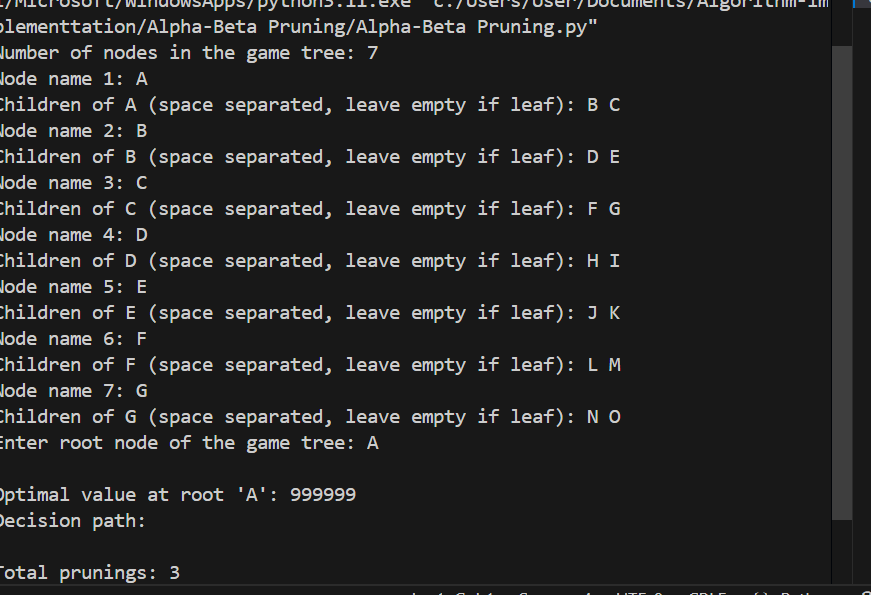 /Microsoft/WindowsApps/python3.11.exe "c:/Users/User/Documents/Algorithm-im
plementtation/Alpha-Beta Pruning/Alpha-Beta Pruning.py"
Number of nodes in the game tree: 7
Node name 1: A
Children of A (space separated, leave empty if leaf): B C
Node name 2: B
Children of B (space separated, leave empty if leaf): D E
Node name 3: C
Children of C (space separated, leave empty if leaf): F G
Node name 4: D
Children of D (space separated, leave empty if leaf): H I
Node name 5: E
Children of E (space separated, leave empty if leaf): J K
Node name 6: F
Children of F (space separated, leave empty if leaf): L M
Node name 7: G
Children of G (space separated, leave empty if leaf): N O
Enter root node of the game tree: A
Optimal value at root 'A': 999999
Decision path:
Total prunings: 3